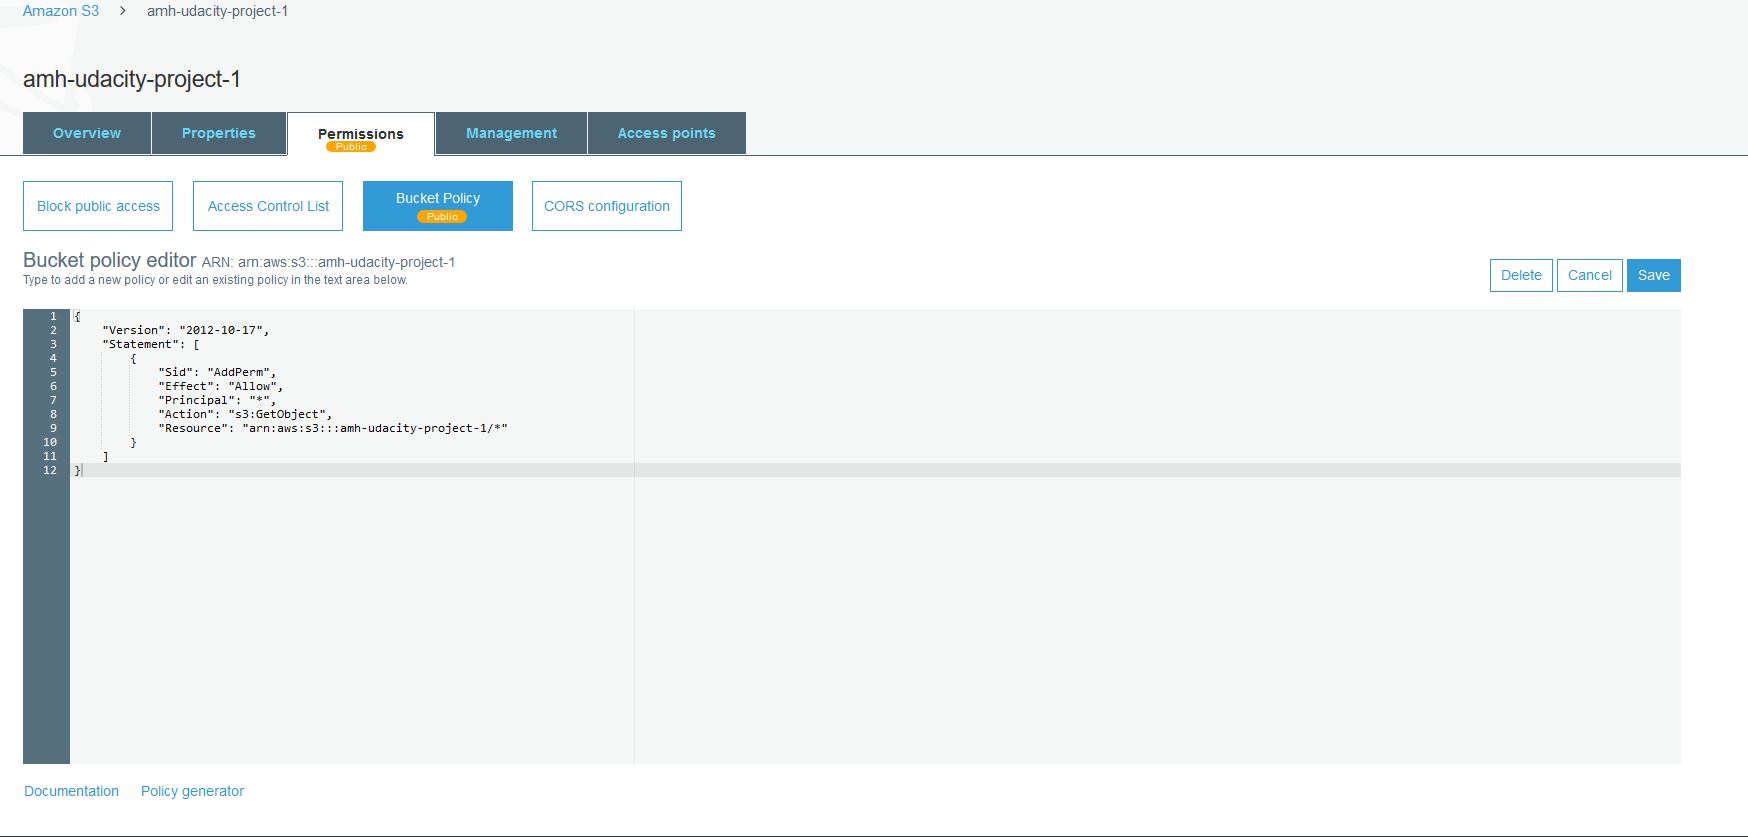 Amazon S3 > amh-udacity-project-1
amh-udacity-project-1
Overview Properties Permissions Management Access points
Public
Block public access Access Control List Bucket Policy CORS configuration
Public
Bucket policy editor ARN: arn:aws:s3:::amh-udacity-project-1
Type to add a new policy or edit an existing policy in the text area below.
Delete Cancel Save
1 {
2 "Version": "2012-10-17",
3 "Statement": [
4 {
5 "Sid": "AddPerm",
6 "Effect": "Allow",
7 "Principal": "*",
8 "Action": "s3:GetObject",
9 "Resource": "arn:aws:s3:::amh-udacity-project-1/*"
10 }
11 ]
12 }
Documentation Policy generator